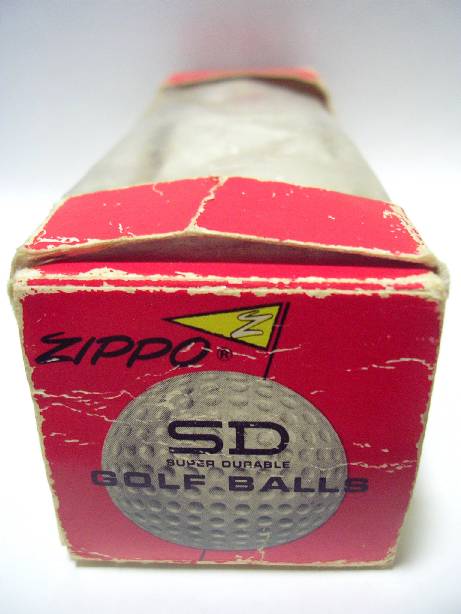 ZIPPO®
SD
SUPER DURABLE
GOLF BALLS